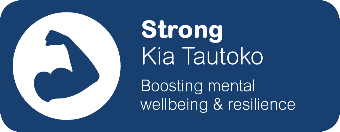 Strong
Kia Tautoko
Boosting mental
wellbeing & resilience